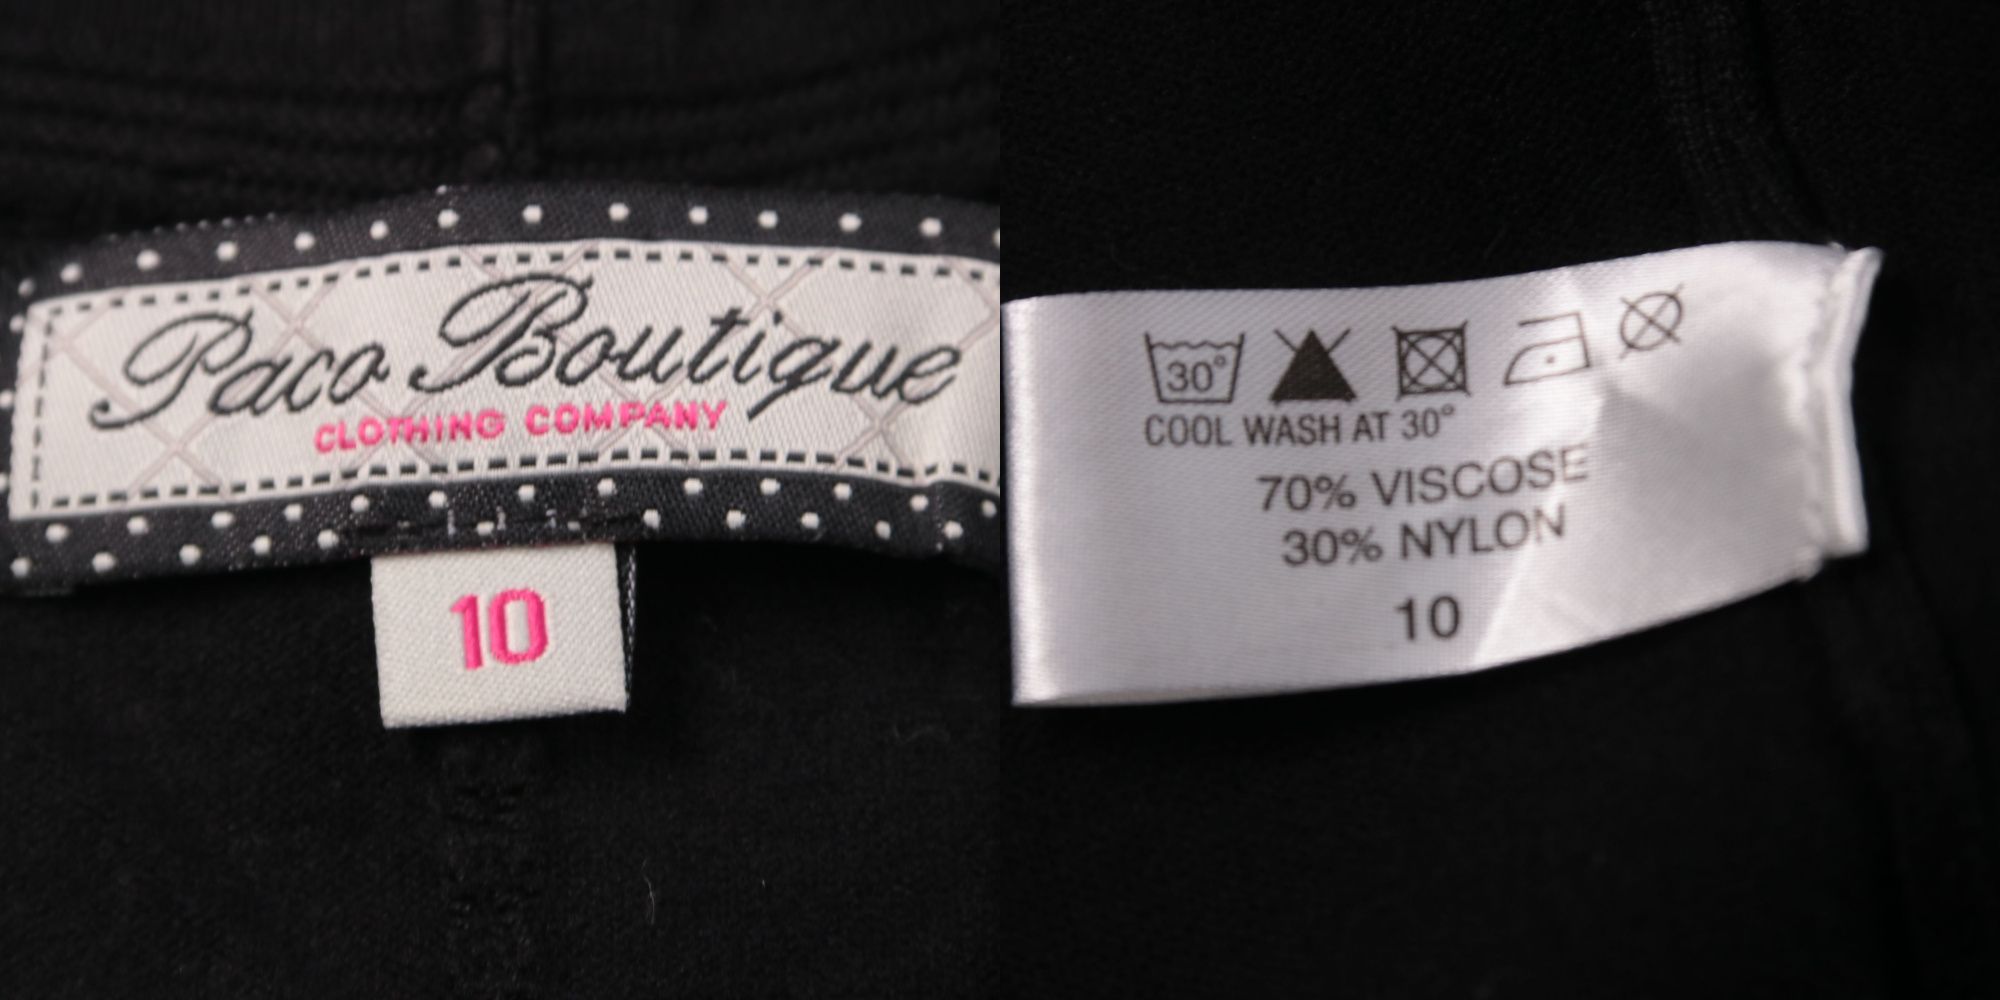 Paco Boutique
CLOTHING COMPANY
10
30°
COOL WASH AT 30°
70% VISCOSE
30% NYLON
10